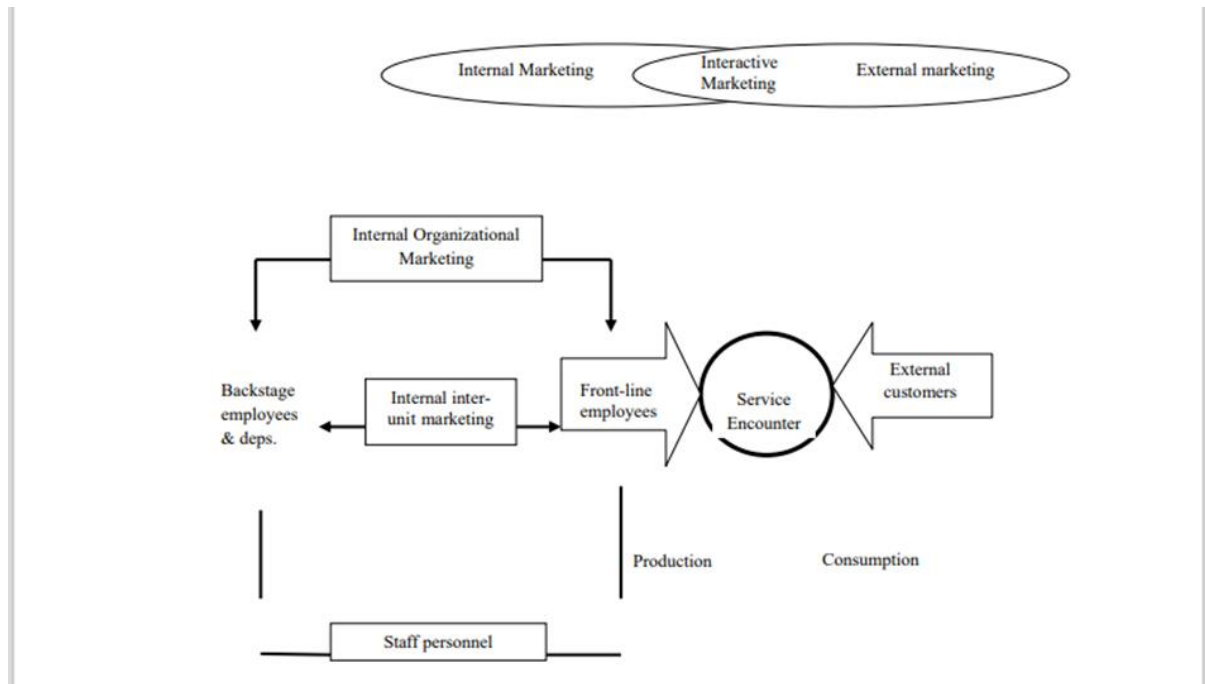 Internal Marketing
Interactive
Marketing
External marketing
Internal Organizational
Marketing
Backstage
employees
& deps.
Internal inter-
unit marketing
Front-line
employees
Service
Encounter
External
customers
Production
Consumption
Staff personnel